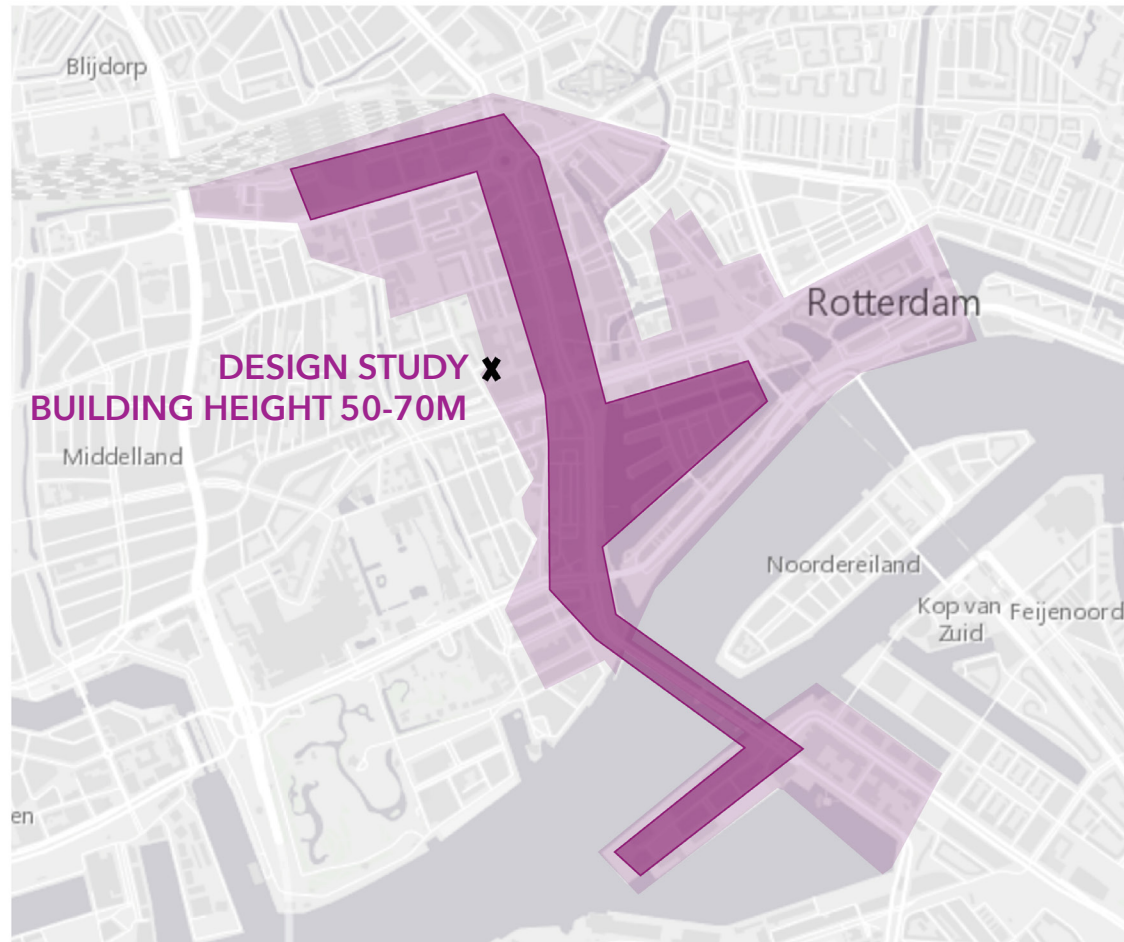 Blijdorp
Rotterdam
DESIGN STUDY x
BUILDING HEIGHT 50-70M
Middelland
Noordereiland
Kop van
Zuid
Feijenoord
en